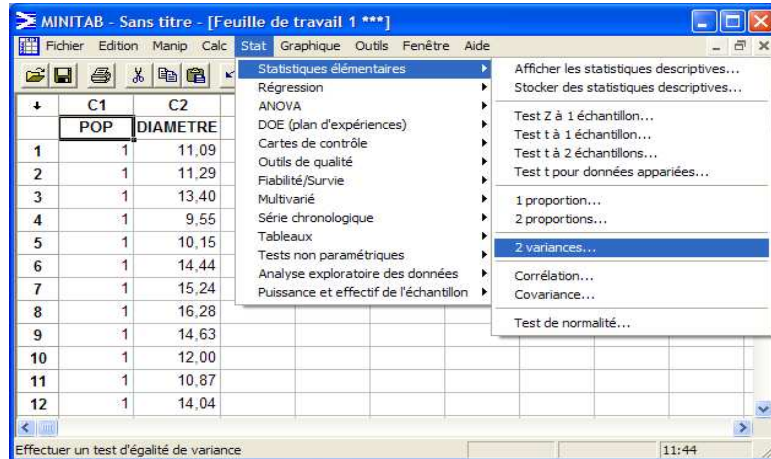 MINITAB - Sans titre - [Feuille de travail 1 ***]
Fichier Edition Manip Calc Stat Graphique Outils Fenêtre Aide
Statistiques élémentaires
Régression
ANOVA
DOE (plan d'expériences)
Cartes de contrôle
Outils de qualité
Fiabilité/Survie
Multivarié
Série chronologique
Tableaux
Tests non paramétriques
Analyse exploratoire des données
Puissance et effectif de l'échantillon
Afficher les statistiques descriptives...
Stocker des statistiques descriptives...
Test Z à 1 échantillon...
Test t à 1 échantillon...
Test t à 2 échantillons...
Test t pour données appariées...
1 proportion...
2 proportions...
2 variances...
Corrélation...
Covariance...
Test de normalité...
C1 C2
POP DIAMETRE
1 1 11,09
2 1 11,29
3 1 13,40
4 1 9,55
5 1 10,15
6 1 14,44
7 1 15,24
8 1 16,28
9 1 14,63
10 1 12,00
11 1 10,87
12 1 14,04
Effectuer un test d'égalité de variance 11:44